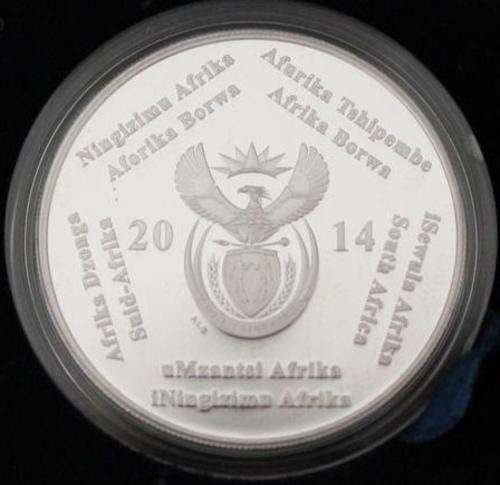 Ningizimu Afrika
Aforika Borwa
Afurika Tshipembe
Afrika Borwa
20 14
Afrika Dzonga
Suid-Afrika
iSewula Afrika
South Africa
ALS
uMzantsi Afrika
iNingizimu Afrika